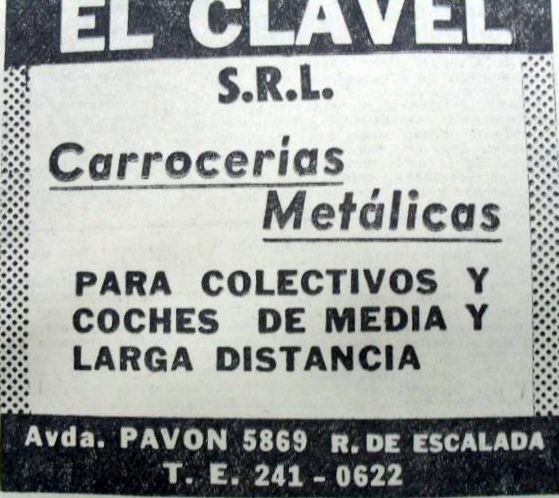 EL CLAVEL
S.R.L.
Carrocerías
Metálicas
PARA COLECTIVOS Y
COCHES DE MEDIA Y
LARGA DISTANCIA
Avda. PAVON 5869 R. DE ESCALADA
T. E. 241 - 0622